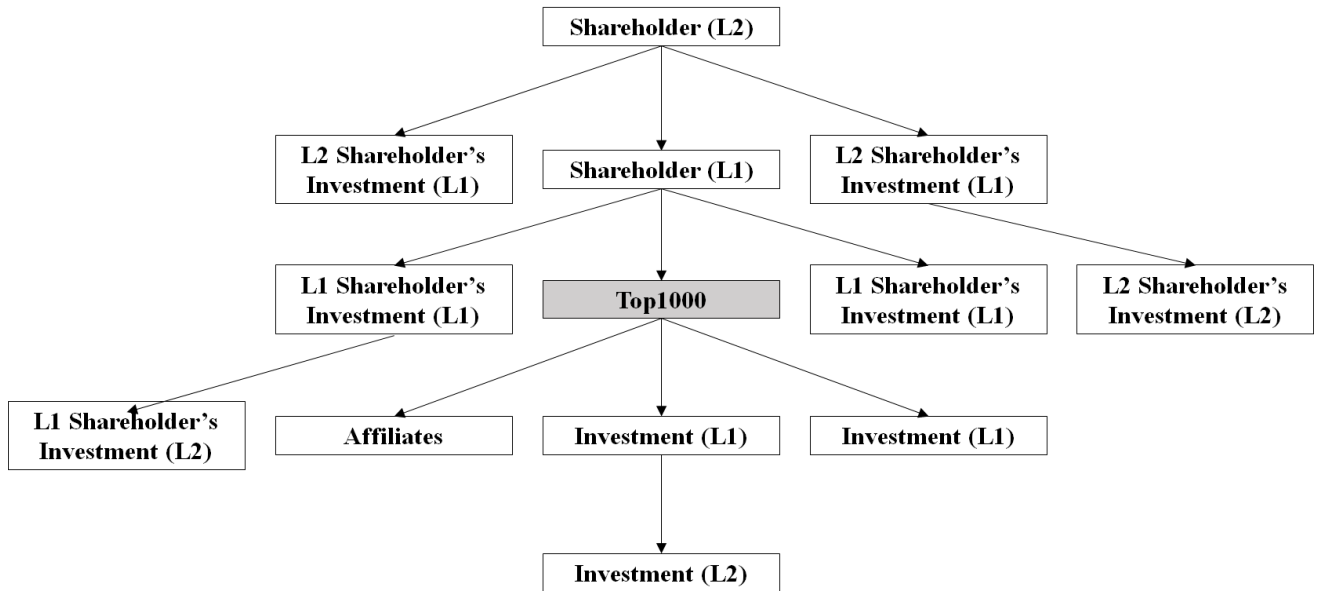 Shareholder (L2)
L2 Shareholder’s
Investment (L1)
Shareholder (L1)
L2 Shareholder’s
Investment (L1)
L1 Shareholder’s
Investment (L1)
Top1000
L1 Shareholder’s
Investment (L1)
L2 Shareholder’s
Investment (L2)
L1 Shareholder’s
Investment (L2)
Affiliates
Investment (L1)
Investment (L1)
Investment (L2)